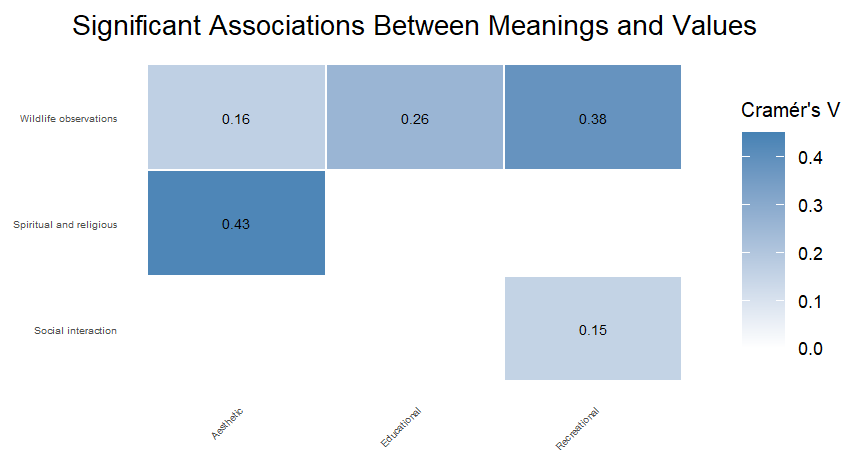 Significant Associations Between Meanings and Values
Wildlife observations
0.16
0.26
0.38
Spiritual and religious
0.43
Social interaction
0.15
Aesthetic
Educational
Recreational
Cramér's V
0.4
0.3
0.2
0.1
0.0